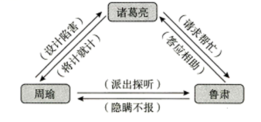 诸葛亮
（设计陷害）
（将计就计）
（请求帮忙）
（答应相助）
周瑜
（派出探听）
（隐瞒不报）
鲁肃